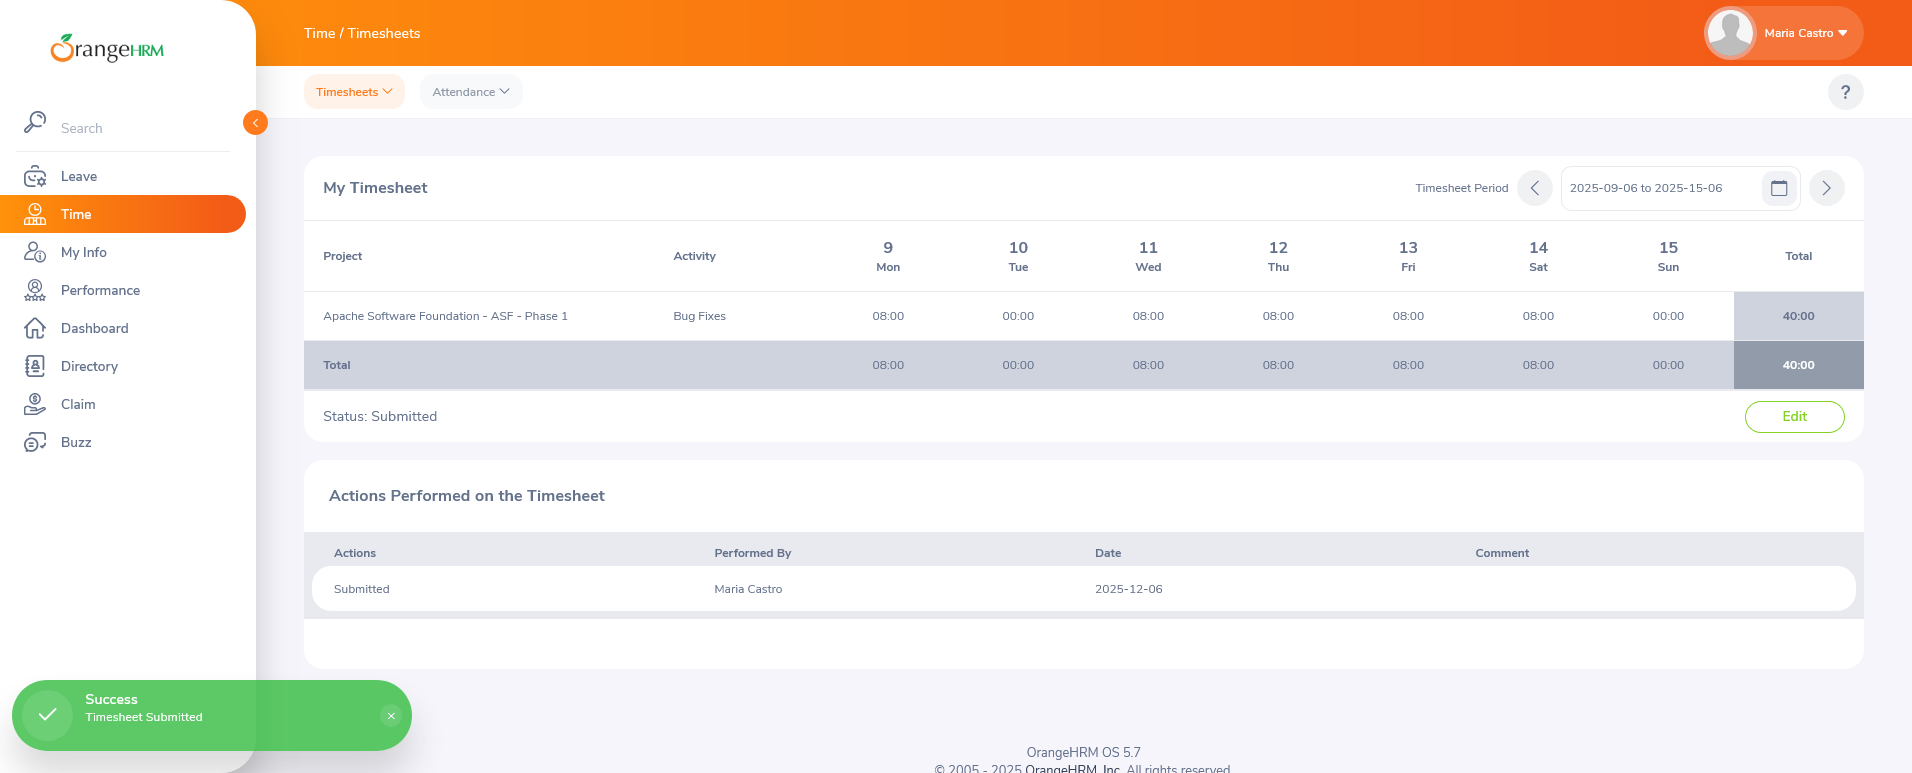 OrangeHRM
Time / Timesheets
Maria Castro
Timesheets
Attendance
?
Search
Leave
Time
My Info
Performance
Dashboard
Directory
Claim
Buzz
My Timesheet
Timesheet Period
2025-09-06 to 2025-15-06
Project Activity 9 Mon 10 Tue 11 Wed 12 Thu 13 Fri 14 Sat 15 Sun Total
Apache Software Foundation - ASF - Phase 1 Bug Fixes 08:00 00:00 08:00 08:00 08:00 08:00 00:00 40:00
Total 08:00 00:00 08:00 08:00 08:00 08:00 00:00 40:00
Status: Submitted
Edit
Actions Performed on the Timesheet
Actions Performed By Date Comment
Submitted Maria Castro 2025-12-06
Success
Timesheet Submitted
OrangeHRM OS 5.7
© 2005 - 2025 OrangeHRM, Inc. All rights reserved.